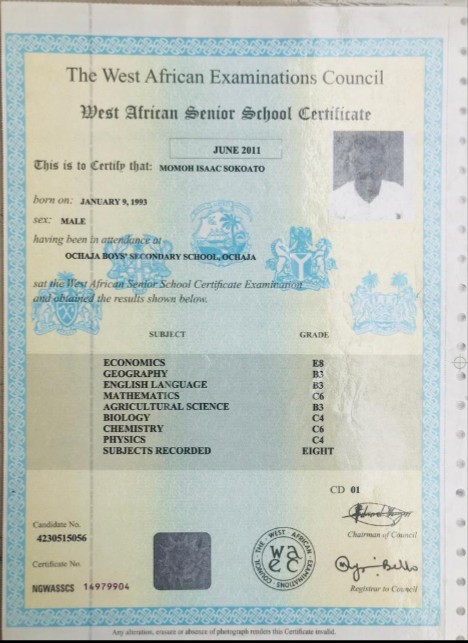 The West African Examinations Council
West African Senior School Certificate
JUNE 2011
This is to Certify that: MOMOH ISAAC SOKOATO
born on: JANUARY 9, 1993
sex: MALE
having been in attendance at
OCHAJA BOYS' SECONDARY SCHOOL, OCHAJA
sat the West African Senior School Certificate Examination
and obtained the results shown below.
SUBJECT GRADE
ECONOMICS E8
GEOGRAPHY B3
ENGLISH LANGUAGE B3
MATHEMATICS C6
AGRICULTURAL SCIENCE B3
BIOLOGY C4
CHEMISTRY C6
PHYSICS C4
SUBJECTS RECORDED EIGHT
CD 01
Candidate No.
4230515056
Chairman of Council
Certificate No.
NGWASSCS 14979904
THE WEST AFRICAN EXAMINATIONS COUNCIL
waec
Registrar to Council
Any alteration, erasure or absence of photograph renders this Certificate invalid.